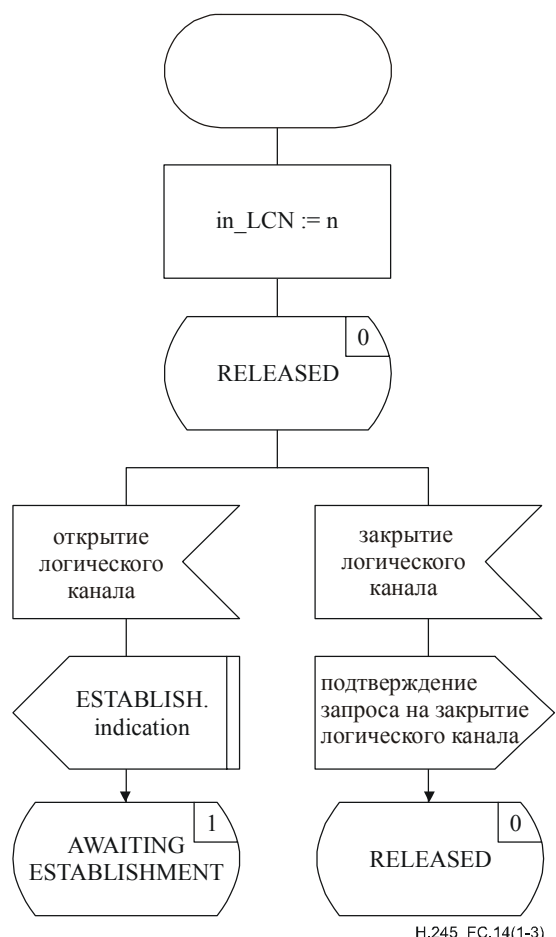 in_LCN := n
0
RELEASED
открытие
логического
канала
закрытие
логического
канала
ESTABLISH.
indication
подтверждение
запроса на закрытие
логического канала
1
AWAITING
ESTABLISHMENT
0
RELEASED
H.245_FC.14(1-3)